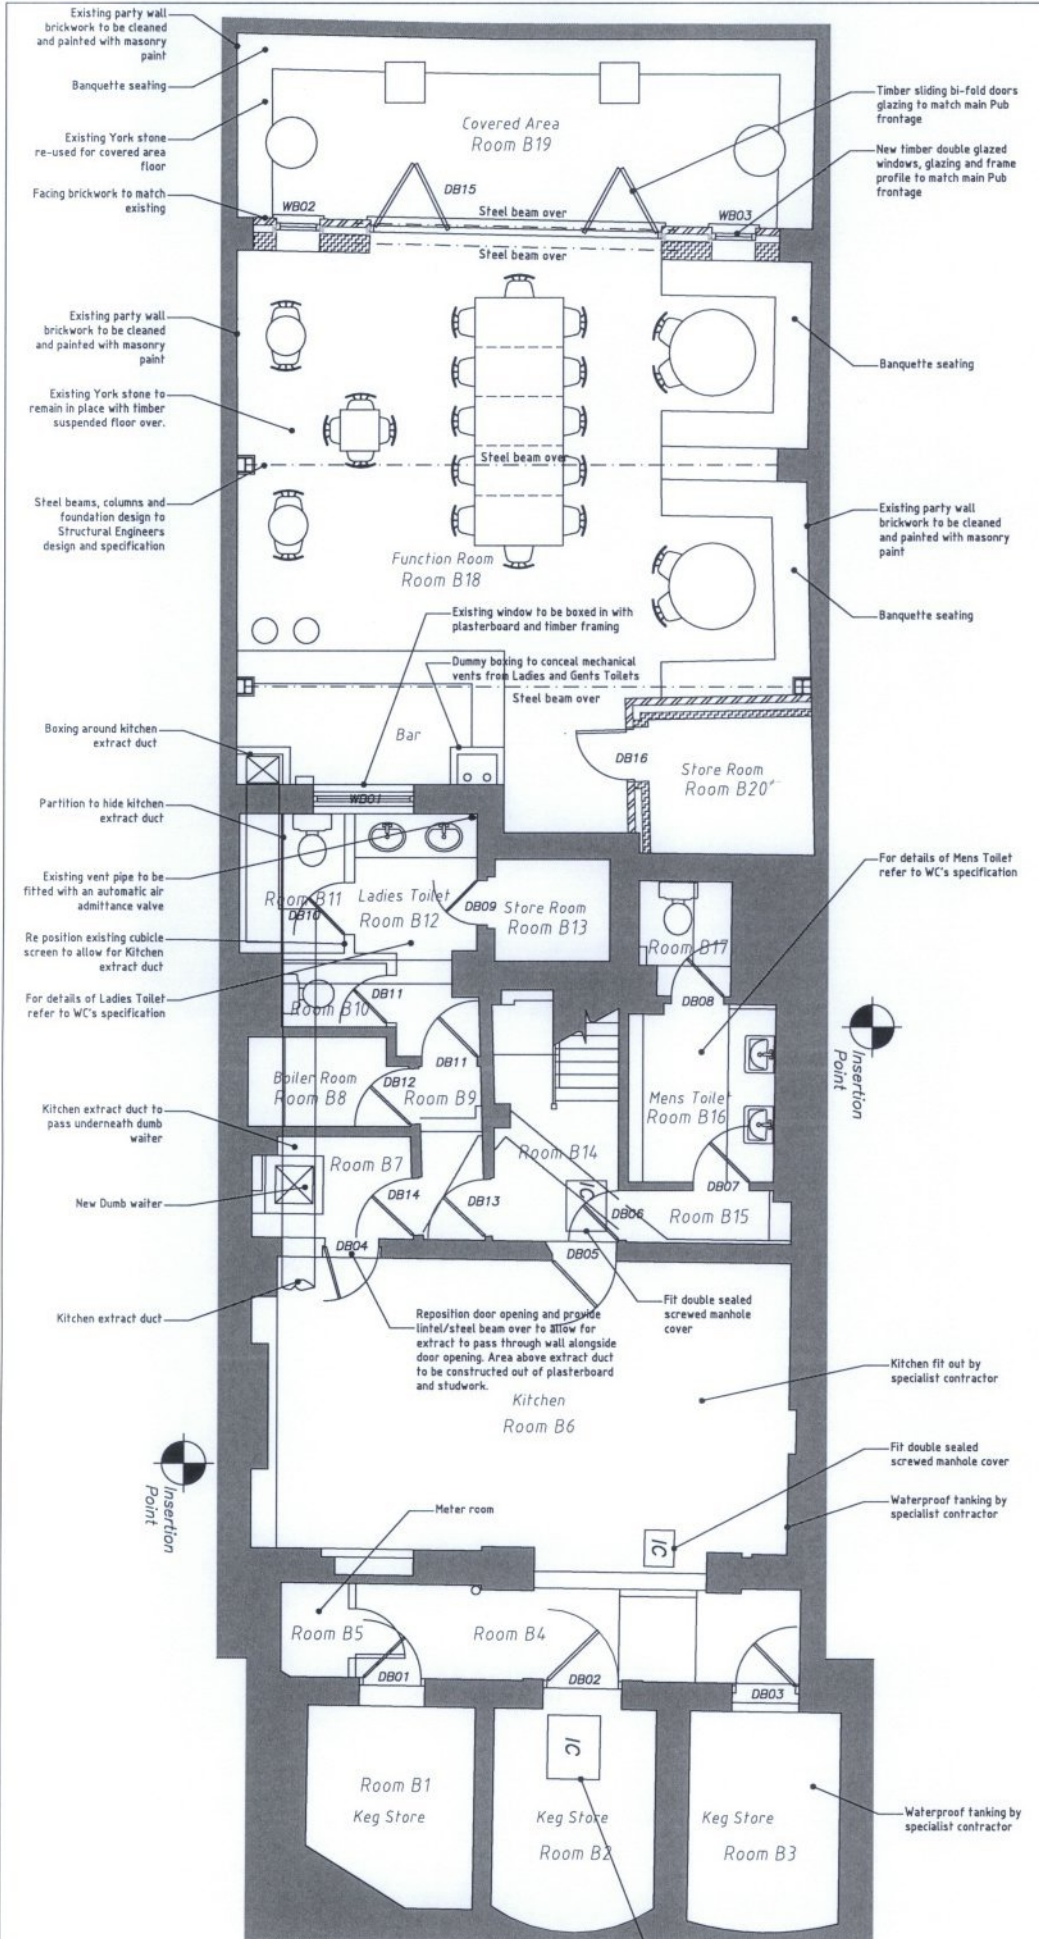 Existing party wall
brickwork to be cleaned
and painted with masonry
paint
Banquette seating
Existing York stone
re-used for covered area
floor
Facing brickwork to match
existing
Covered Area
Room B19
Timber sliding bi-fold doors
glazing to match main Pub
frontage
New timber double glazed
windows, glazing and frame
profile to match main Pub
frontage
DB15
WB02
Steel beam over
WB03
Steel beam over
Existing party wall
brickwork to be cleaned
and painted with masonry
paint
Banquette seating
Existing York stone to
remain in place with timber
suspended floor over.
Steel beam over
Steel beams, columns and
foundation design to
Structural Engineers
design and specification
Existing party wall
brickwork to be cleaned
and painted with masonry
paint
Function Room
Room B18
Banquette seating
Existing window to be boxed in with
plasterboard and timber framing
Dummy boxing to conceal mechanical
vents from Ladies and Gents Toilets
Steel beam over
Boxing around kitchen
extract duct
Bar
DB16
Store Room
Room B20
WB01
Partition to hide kitchen
extract duct
Existing vent pipe to be
fitted with an automatic air
admittance valve
Re position existing cubicle
screen to allow for Kitchen
extract duct
For details of Ladies Toilet
refer to WC's specification
For details of Mens Toilet
refer to WC's specification
Room B11
DB10
Ladies Toilet
Room B12
DB09
Store Room
Room B13
Room B17
DB08
Room B10
DB11
DB11
Boiler Room
Room B8
DB12
Room B9
Mens Toilet
Room B16
Insertion
Point
Kitchen extract duct to
pass underneath dumb
waiter
New Dumb waiter
Room B7
DB14
DB13
Room B14
IC
DB06
DB07
Room B15
DB04
DB05
Kitchen extract duct
Reposition door opening and provide
lintel/steel beam over to allow for
extract to pass through wall alongside
door opening. Area above extract duct
to be constructed out of plasterboard
and studwork.
Fit double sealed
screwed manhole
cover
Kitchen
Room B6
Kitchen fit out by
specialist contractor
Insertion
Point
Fit double sealed
screwed manhole cover
Meter room
IC
Waterproof tanking by
specialist contractor
Room B5
Room B4
DB01
DB02
DB03
IC
Room B1
Keg Store
Keg Store
Room B2
Keg Store
Room B3
Waterproof tanking by
specialist contractor